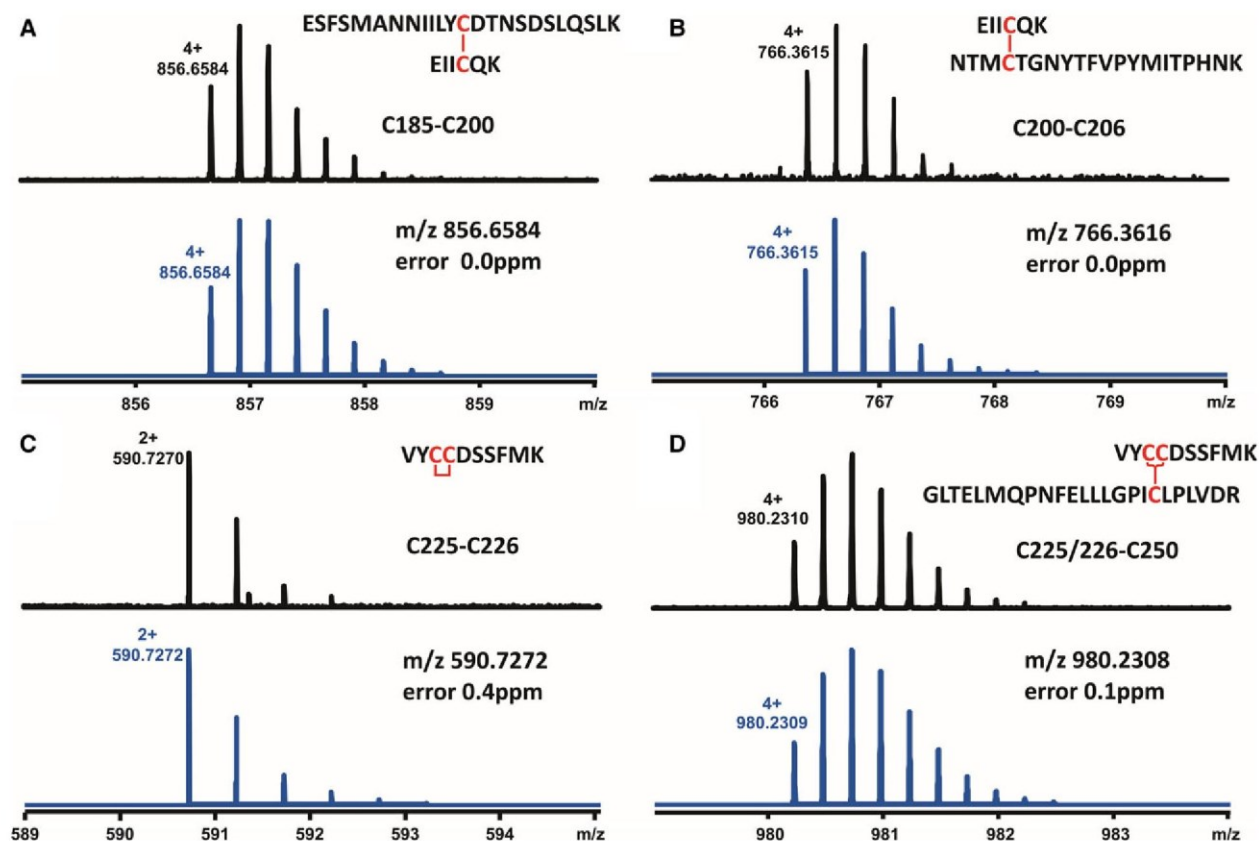 A
ESFSMANNIILYCDTNSDSLQSLK
EIICQK
4+
856.6584
C185-C200
4+
856.6584
m/z 856.6584
error 0.0ppm
856 857 858 859 m/z
B
EIICQK
NTMCTGNYTFVPYMITPHNK
4+
766.3615
C200-C206
4+
766.3615
m/z 766.3616
error 0.0ppm
766 767 768 769 m/z
C
2+
590.7270
VYCCDSSFMK
C225-C226
2+
590.7272
m/z 590.7272
error 0.4ppm
589 590 591 592 593 594 m/z
D
VYCCDSSFMK
GLTELMQPNFELLLGPICLPLVDR
4+
980.2310
C225/226-C250
4+
980.2309
m/z 980.2308
error 0.1ppm
980 981 982 983 m/z